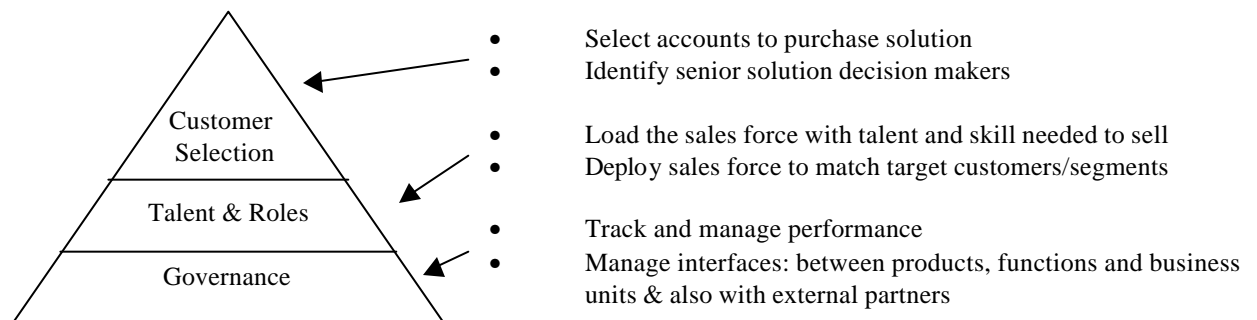 • Select accounts to purchase solution
• Identify senior solution decision makers
Customer
Selection
• Load the sales force with talent and skill needed to sell
• Deploy sales force to match target customers/segments
Talent & Roles
• Track and manage performance
• Manage interfaces: between products, functions and business
units & also with external partners
Governance